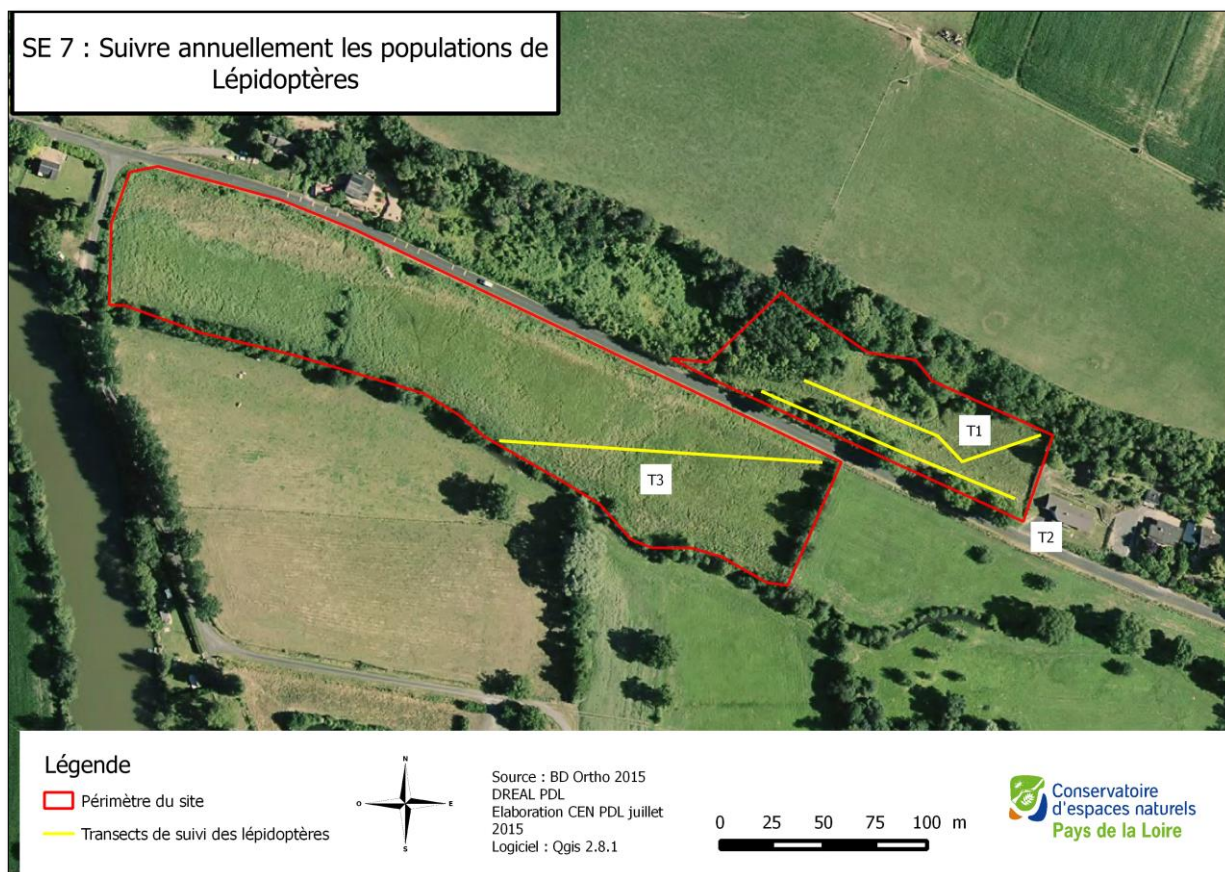 SE 7 : Suivre annuellement les populations de
Lépidoptères
T1
T2
T3
Légende
Périmètre du site
Transects de suivi des lépidoptères
N
O
E
S
Source : BD Ortho 2015
DREAL PDL
Elaboration CEN PDL juillet
2015
Logiciel : Qgis 2.8.1
0 25 50 75 100 m
Conservatoire
d'espaces naturels
Pays de la Loire